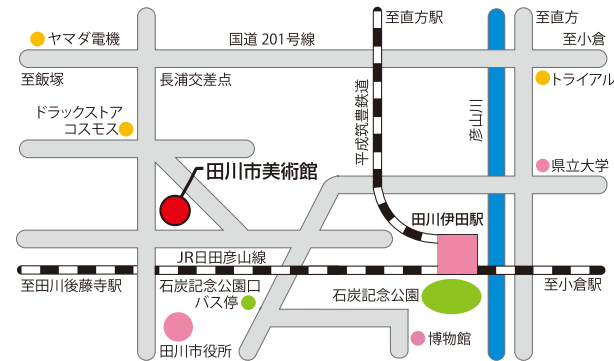 至直方駅
至直方
ヤマダ電機
国道201号線
至小倉
至飯塚
長浦交差点
トライアル
平成筑豊鉄道
彦山川
ドラックストア
コスモス
県立大学
田川市美術館
田川伊田駅
JR日田彦山線
至田川後藤寺駅
石炭記念公園口
バス停
石炭記念公園
至小倉駅
田川市役所
博物館